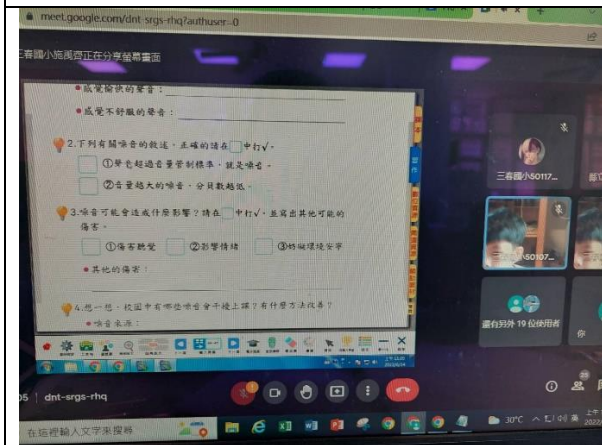 meet.google.com/dnt-srgs-rhq?authuser=0
三春國小施淺齊正在分享螢幕畫面
●感覺愉快的聲音：
●感覺不舒服的聲音：
2.下列有關噪音的敘述，正確的請在□中打√。
□ ①聲音超過音量管制標準，就是噪音。
□ ②音量越大的噪音，分貝數越低。
3.噪音可能會造成什麼影響？請在□中打√，並寫出其他可能的
傷害。
□ ①傷害聽覺 □ ②影響情緒 □ ③妨礙環境安寧
●其他的傷害：
4.想一想，校園中有哪些噪音會干擾上課？有什麼方法改善？
●噪音來源：
三春國小50117...
50107...
還有另外 19 位使用者
你
05 | dnt-srgs-rhq
在這裡輸入文字來搜尋
30°C
上午